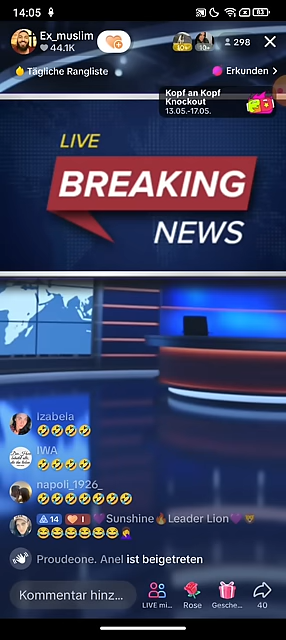 14:05
83
Ex_muslim
44.1K
10+
298
Tägliche Rangliste
Erkunden >
Kopf an Kopf
Knockout
13.05.-17.05.
LIVE
BREAKING
NEWS
Izabela
🤣🤣🤣🤣
IWA
🤣🤣🤣🤣
napoli_1926_
🤣🤣🤣🤣🤣🤣🤣
14 I 💜Sunshine🔥Leader Lion💜🦁
😂😂😂😂😂😂🤦‍♀️
👋 Proudeone. Anel ist beigetreten
Kommentar hinz...
LIVE mi...
Rose
Gesche...
40